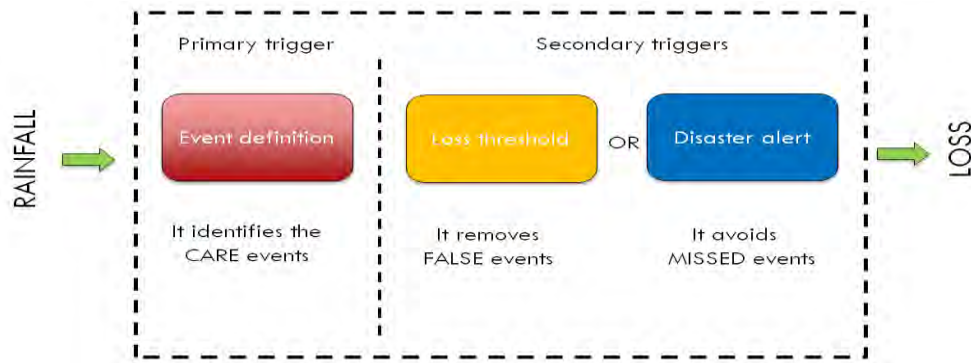 RAINFALL
Primary trigger
Event definition
It identifies the
CARE events
Secondary triggers
Loss threshold
OR
Disaster alert
It removes
FALSE events
It avoids
MISSED events
LOSS